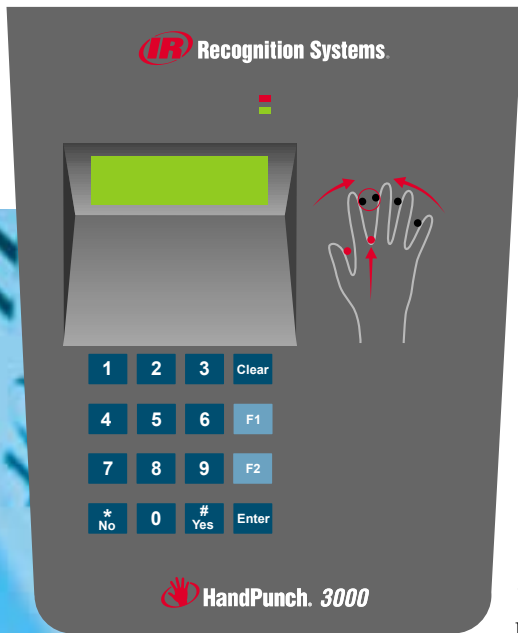 IR Recognition Systems.
1 2 3 Clear
4 5 6 F1
7 8 9 F2
* 0 # Enter
No Yes
HandPunch. 3000
1